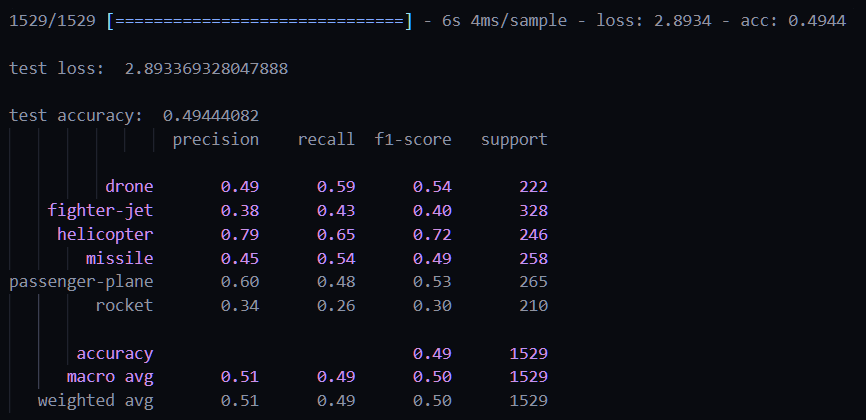 1529/1529 [==============================] - 6s 4ms/sample - loss: 2.8934 - acc: 0.4944
test loss:  2.893369328047888
test accuracy:  0.49444082
precision    recall  f1-score   support
drone       0.49      0.59      0.54       222
fighter-jet       0.38      0.43      0.40       328
helicopter       0.79      0.65      0.72       246
missile       0.45      0.54      0.49       258
passenger-plane       0.60      0.48      0.53       265
rocket       0.34      0.26      0.30       210
accuracy                           0.49      1529
macro avg       0.51      0.49      0.50      1529
weighted avg       0.51      0.49      0.50      1529